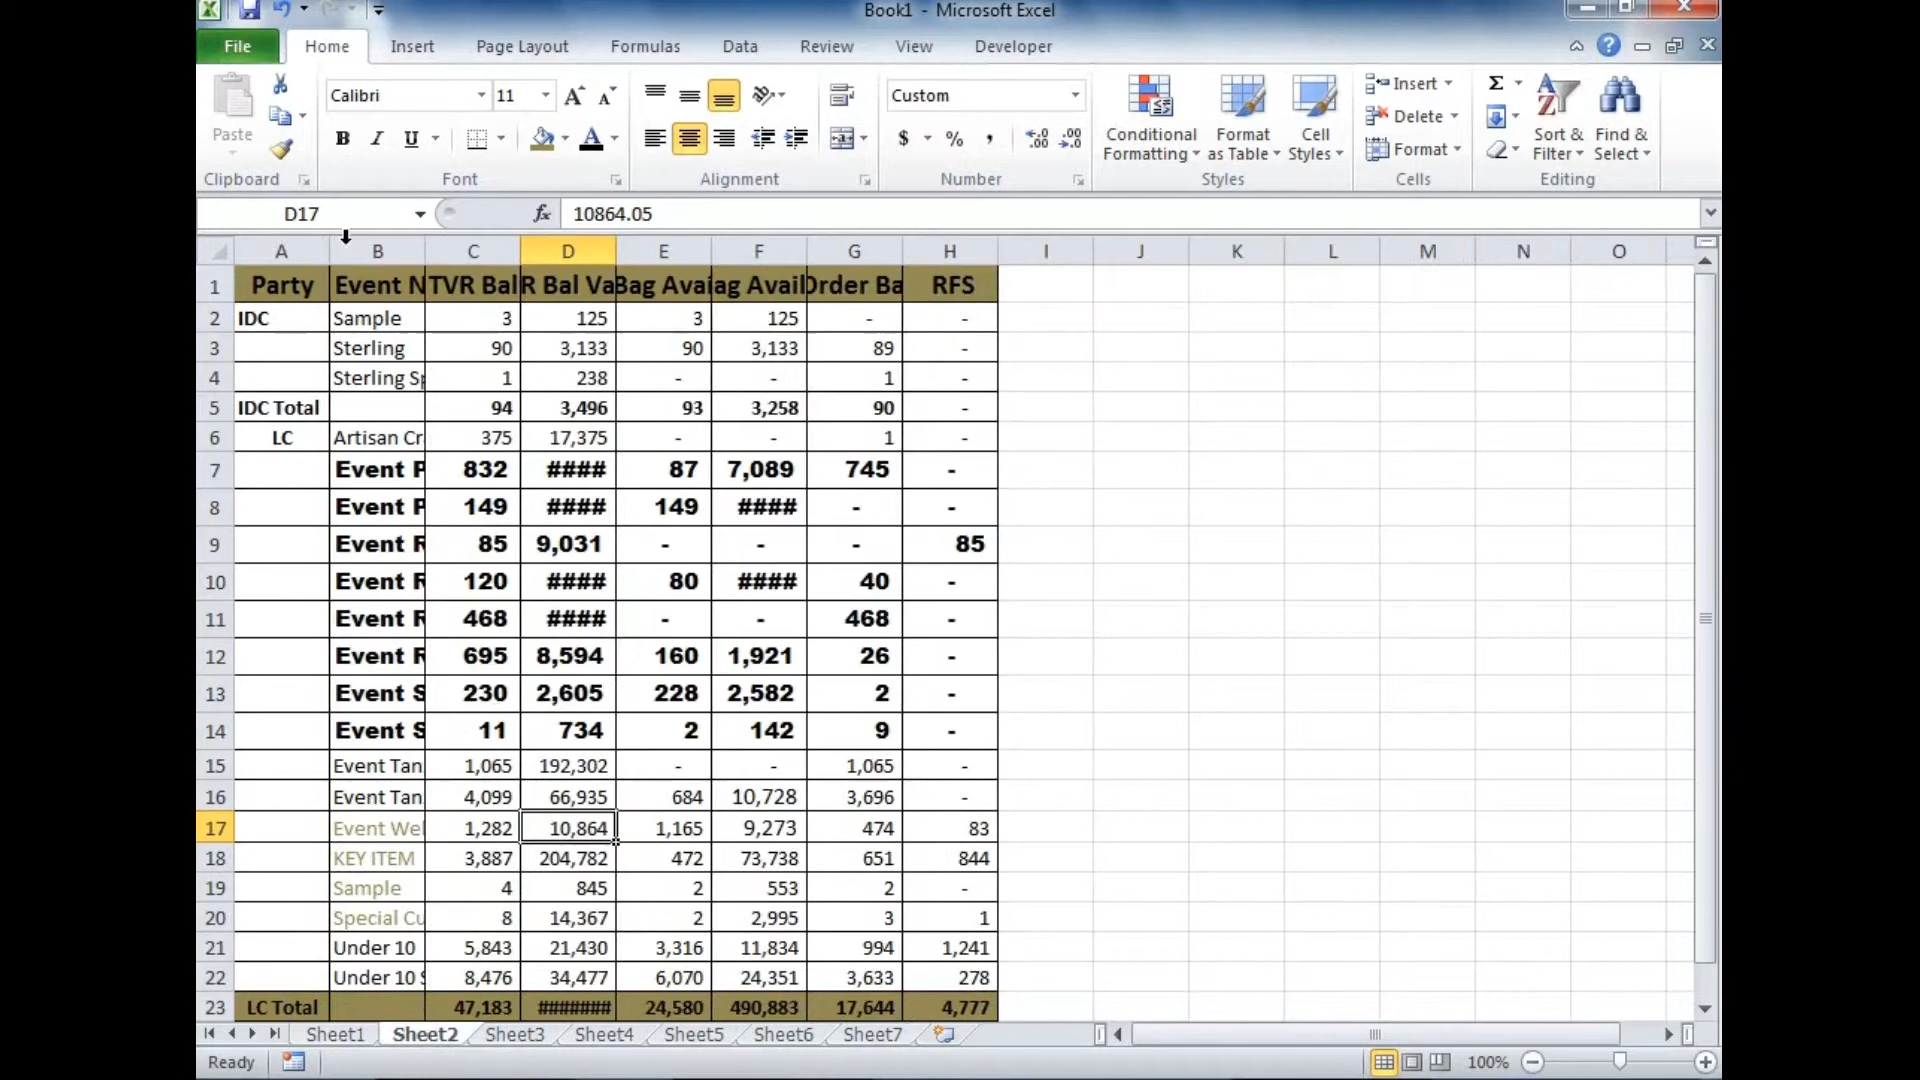 Book1 - Microsoft Excel
File Home Insert Page Layout Formulas Data Review View Developer
Paste
Clipboard
Calibri 11
B I U
Font
Alignment
Custom
$ % ,
Number
Conditional Formatting
Format as Table
Cell Styles
Styles
Insert
Delete
Format
Cells
Sort & Filter
Find & Select
Editing
D17 fx 10864.05
A B C D E F G H I J K L M N O
1 Party Event N TVR Bal R Bal Va Bag Avai ag Avail Order Ba RFS
2 IDC Sample 3 125 3 125 - -
3 Sterling 90 3,133 90 3,133 89 -
4 Sterling Sp 1 238 - - 1 -
5 IDC Total 94 3,496 93 3,258 90 -
6 LC Artisan Cr 375 17,375 - - 1 -
7 Event P 832 #### 87 7,089 745 -
8 Event P 149 #### 149 #### - -
9 Event R 85 9,031 - - - 85
10 Event R 120 #### 80 #### 40 -
11 Event R 468 #### - - 468 -
12 Event R 695 8,594 160 1,921 26 -
13 Event S 230 2,605 228 2,582 2 -
14 Event S 11 734 2 142 9 -
15 Event Tan 1,065 192,302 - - 1,065 -
16 Event Tan 4,099 66,935 684 10,728 3,696 -
17 Event Wel 1,282 10,864 1,165 9,273 474 83
18 KEY ITEM 3,887 204,782 472 73,738 651 844
19 Sample 4 845 2 553 2 -
20 Special Cu 8 14,367 2 2,995 3 1
21 Under 10 5,843 21,430 3,316 11,834 994 1,241
22 Under 10 S 8,476 34,477 6,070 24,351 3,633 278
23 LC Total 47,183 ####### 24,580 490,883 17,644 4,777
Sheet1 Sheet2 Sheet3 Sheet4 Sheet5 Sheet6 Sheet7
Ready 100%